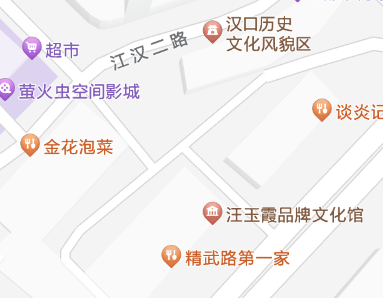 汉口历史
文化风貌区
江汉二路
超市
萤火虫空间影城
谈炎记
金花泡菜
汪玉霞品牌文化馆
精武路第一家